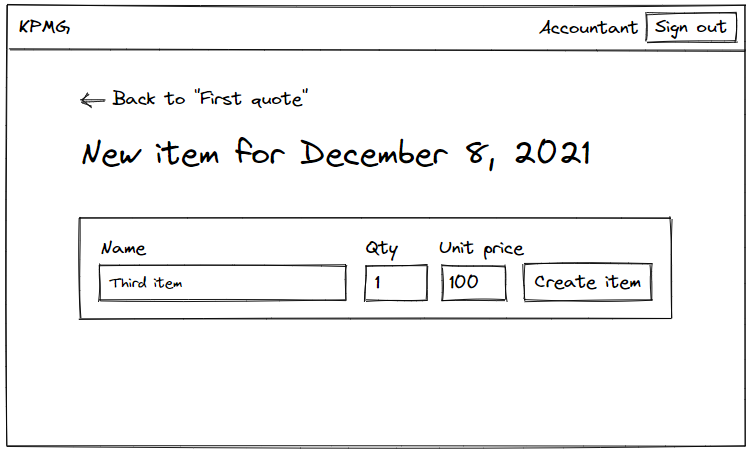 KPMG Accountant Sign out
← Back to "First quote"
New item for December 8, 2021
Name Qty Unit price
Third item 1 100 Create item